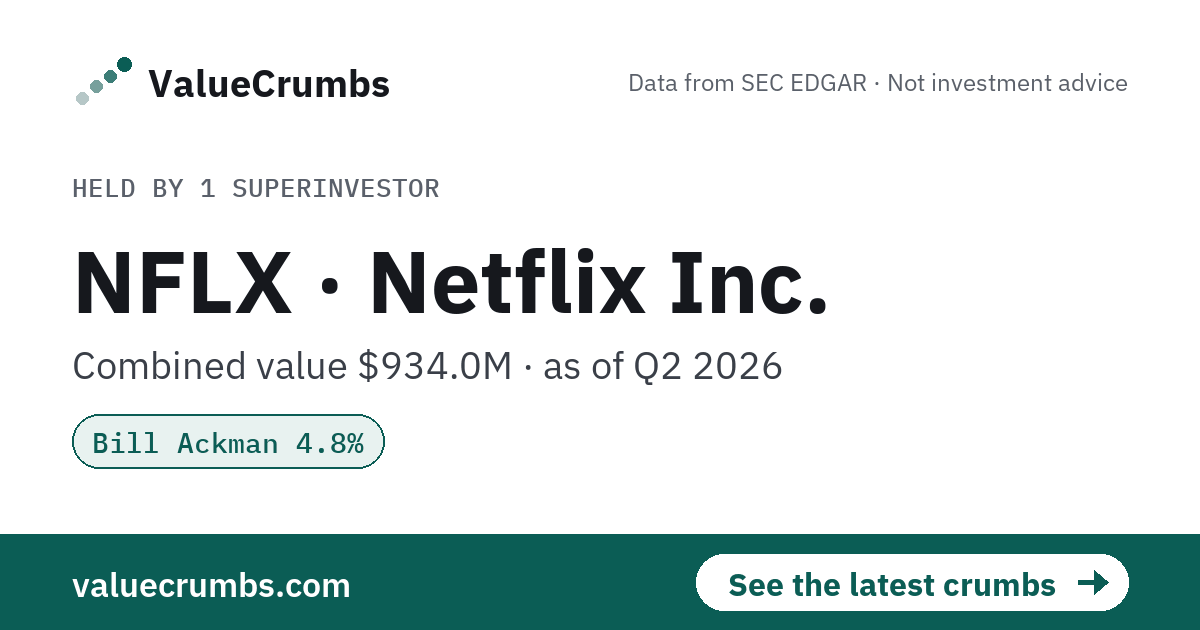 ValueCrumbs
Data from SEC EDGAR · Not investment advice
HELD BY 1 SUPERINVESTOR
NFLX · Netflix Inc.
Combined value $934.0M · as of Q2 2026
Bill Ackman 4.8%
valuecrumbs.com
See the latest crumbs →